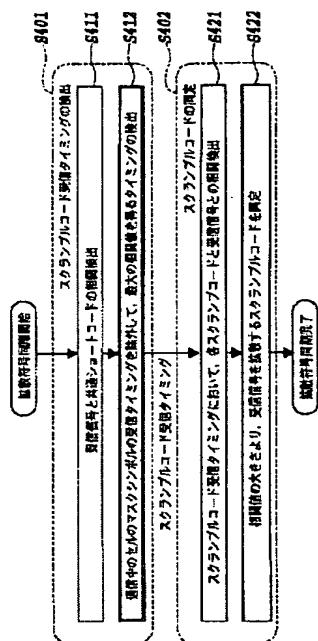 拡散符号同期開始
S401
スクランブルコード受信タイミングの検出
S411
受信信号と共通ショートコードの相関検出
S412
通信中のセルのマスクシンボルの受信タイミングを除外して、最大の相関値を得るタイミングの検出
スクランブルコード受信タイミング
S402
スクランブルコードの同定
S421
スクランブルコード受信タイミングにおいて、各スクランブコードと受信信号との相関検出
S422
相関値の大きさより、受信信号を拡散するスクランブルコードを同定
拡散符号同期完了